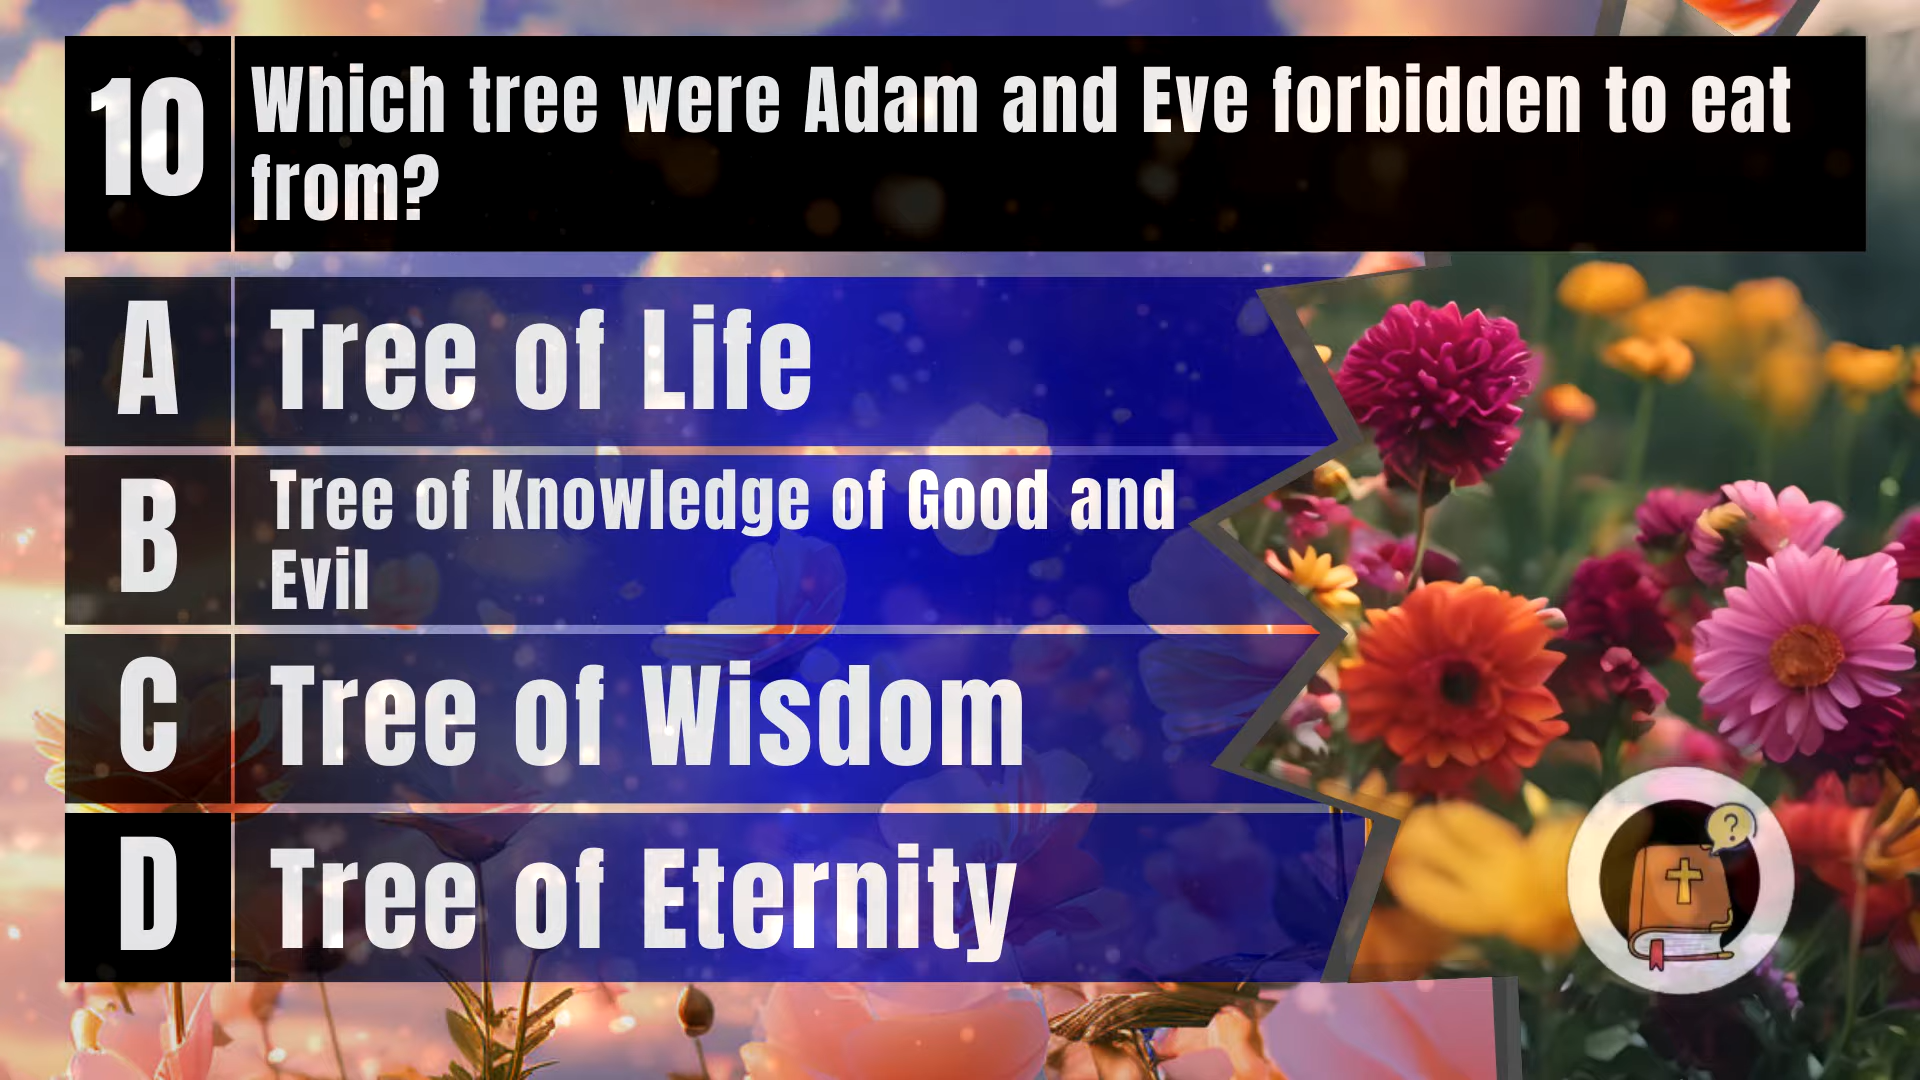 10
Which tree were Adam and Eve forbidden to eat
from?
A
Tree of Life
B
Tree of Knowledge of Good and
Evil
C
Tree of Wisdom
D
Tree of Eternity
?